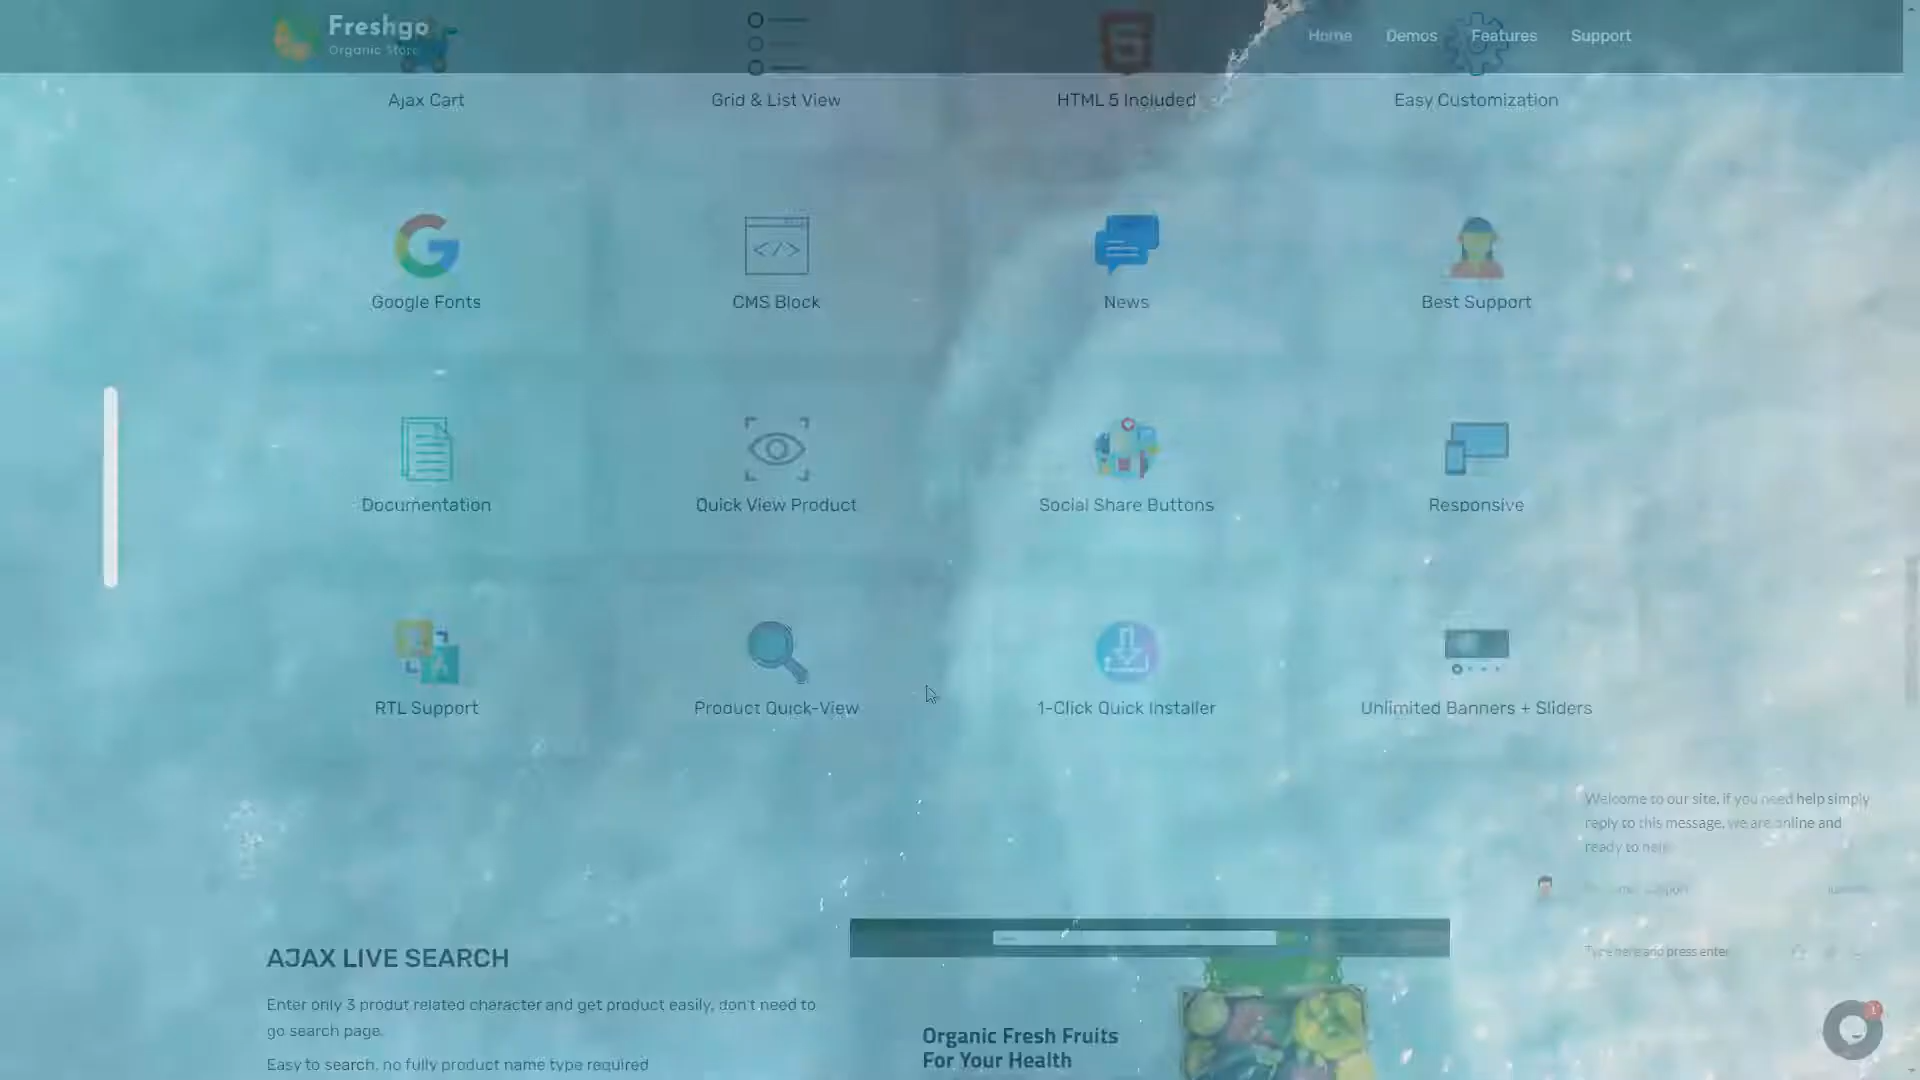 Freshgo
Organic Store
Home Demos Features Support
Ajax Cart
Grid & List View
HTML 5 Included
Easy Customization
Google Fonts
CMS Block
News
Best Support
Documentation
Quick View Product
Social Share Buttons
Responsive
RTL Support
Product Quick-View
1-Click Quick Installer
Unlimited Banners + Sliders
Welcome to our site, if you need help simply
reply to this message, we are online and
ready to help
AJAX LIVE SEARCH
Enter only 3 produt related character and get product easily, don't need to
go search page.
Easy to search, no fully product name type required
Organic Fresh Fruits
For Your Health
Type here and press enter
1